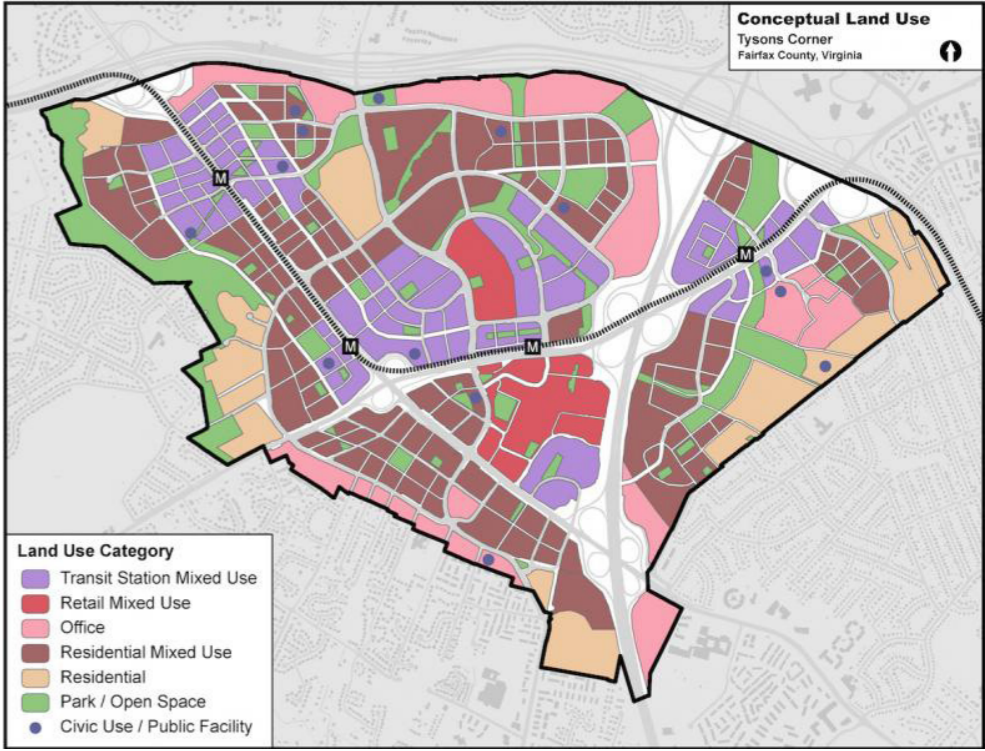 Conceptual Land Use
Tysons Corner
Fairfax County, Virginia
M
M
M
M
Land Use Category
Transit Station Mixed Use
Retail Mixed Use
Office
Residential Mixed Use
Residential
Park / Open Space
Civic Use / Public Facility